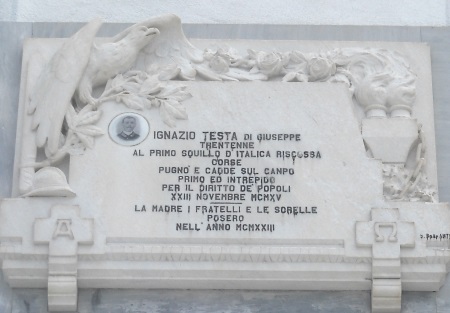 IGNAZIO TESTA DI GIUSEPPE
TRENTENNE
AL PRIMO SQUILLO D'ITALICA RISCOSSA
CORSE
PUGNÒ E CADDE SUL CAMPO
PRIMO ED INTREPIDO
PER IL DIRITTO DE' POPOLI
XXIII NOVEMBRE MCMXV
LA MADRE I FRATELLI E LE SORELLE
POSERO
NELL'ANNO MCMXXIII
Α Ω